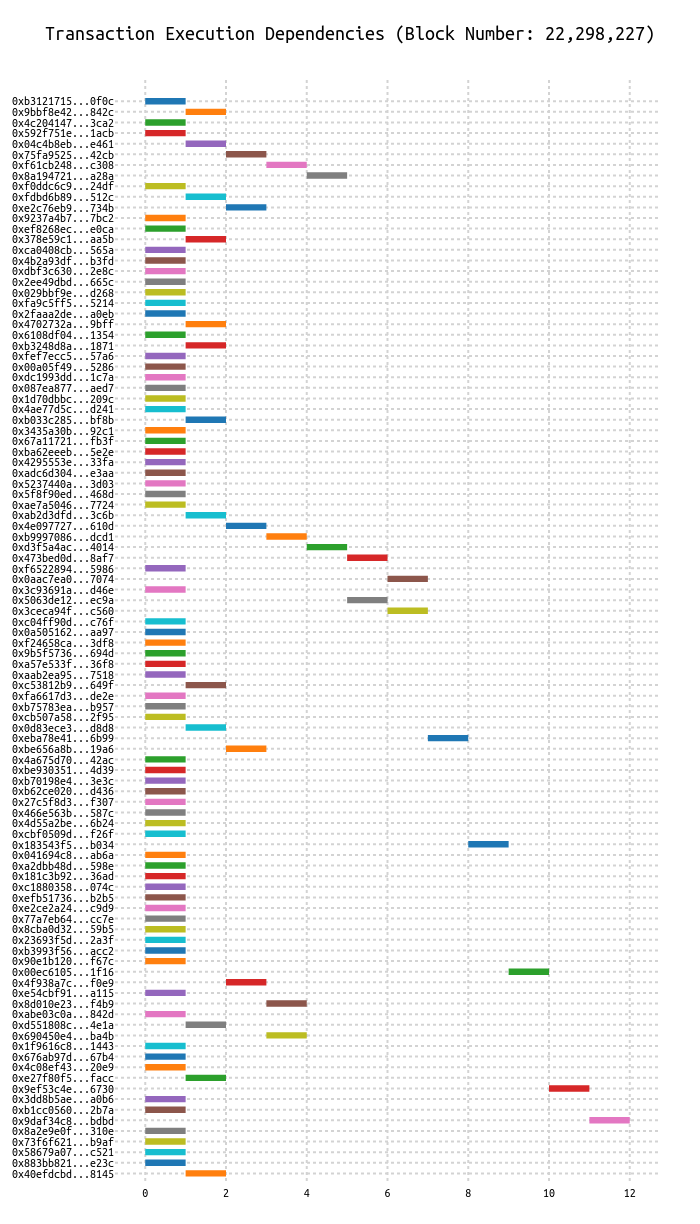 Transaction Execution Dependencies (Block Number: 22,298,227)
0xb3121715...0f0c
0x9bbf8e42...842c
0x4c204147...3ca2
0x592f751e...1acb
0x04c4b8eb...e461
0x75fa9525...42cb
0xf61cb248...c308
0x8a194721...a28a
0xf0ddc6c9...24df
0xfdbd6b89...512c
0xe2c76eb9...734b
0x9237a4b7...7bc2
0xef8268ec...e0ca
0x378e59c1...aa5b
0xca0408cb...565a
0x4b2a93df...b3fd
0xdbf3c630...2e8c
0x2ee49dbd...665c
0x029bbf9e...d268
0xfa9c5ff5...5214
0x2faaa2de...a0eb
0x4702732a...9bff
0x6108df04...1354
0xb3248d8a...1871
0xfef7ecc5...57a6
0x00a05f49...5286
0xdc1993dd...1c7a
0x087ea877...aed7
0x1d70dbbc...209c
0x4ae77d5c...d241
0xb033c285...bf8b
0x3435a30b...92c1
0x67a11721...fb3f
0xba62eeeb...5e2e
0x4295553e...33fa
0xadc6d304...e3aa
0x5237440a...3d03
0x5f8f90ed...468d
0xae7a5046...7724
0xab2d3dfd...3c6b
0x4e097727...610d
0xb9997086...dcd1
0xd3f5a4ac...4014
0x473bed0d...8af7
0xf6522894...5986
0x0aac7ea0...7074
0x3c93691a...d46e
0x5063de12...ec9a
0x3ceca94f...c560
0xc04ff90d...c76f
0x0a505162...aa97
0xf24658ca...3df8
0x9b5f5736...694d
0xa57e533f...36f8
0xaab2ea95...7518
0xc53812b9...649f
0xfa6617d3...de2e
0xb75783ea...b957
0xcb507a58...2f95
0x0d83ece3...d8d8
0xeba78e41...6b99
0xbe656a8b...19a6
0x4a675d70...42ac
0xbe930351...4d39
0xb70198e4...3e3c
0xb62ce020...d436
0x27c5f8d3...f307
0x466e563b...587c
0x4d55a2be...6b24
0xcbf0509d...f26f
0x183543f5...b034
0x041694c8...ab6a
0xa2dbb48d...598e
0x181c3b92...36ad
0xc1880358...074c
0xefb51736...b2b5
0xe2ce2a24...c9d9
0x77a7eb64...cc7e
0x8cba0d32...59b5
0x23693f5d...2a3f
0xb3993f56...acc2
0x90e1b120...f67c
0x00ec6105...1f16
0x4f938a7c...f0e9
0xe54cbf91...a115
0x8d010e23...f4b9
0xabe03c0a...842d
0xd551808c...4e1a
0x690450e4...ba4b
0x1f9616c8...1443
0x676ab97d...67b4
0x4c08ef43...20e9
0xe27f80f5...facc
0x9ef53c4e...6730
0x3dd8b5ae...a0b6
0xb1cc0560...2b7a
0x9daf34c8...bdbd
0x8a2e9e0f...310e
0x73f6f621...b9af
0x58679a07...c521
0x883bb821...e23c
0x40efdcbd...8145
0 2 4 6 8 10 12